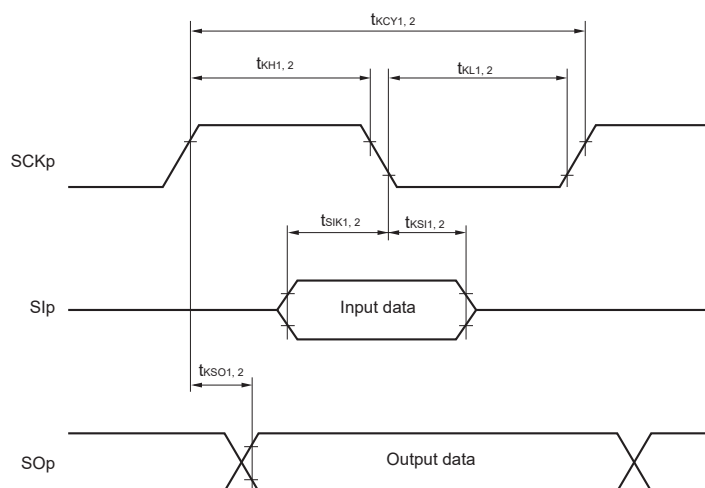 tKCY1, 2
tKH1, 2
tKL1, 2
SCKp
tSIK1, 2
tKSI1, 2
SIp
Input data
tKSO1, 2
SOp
Output data